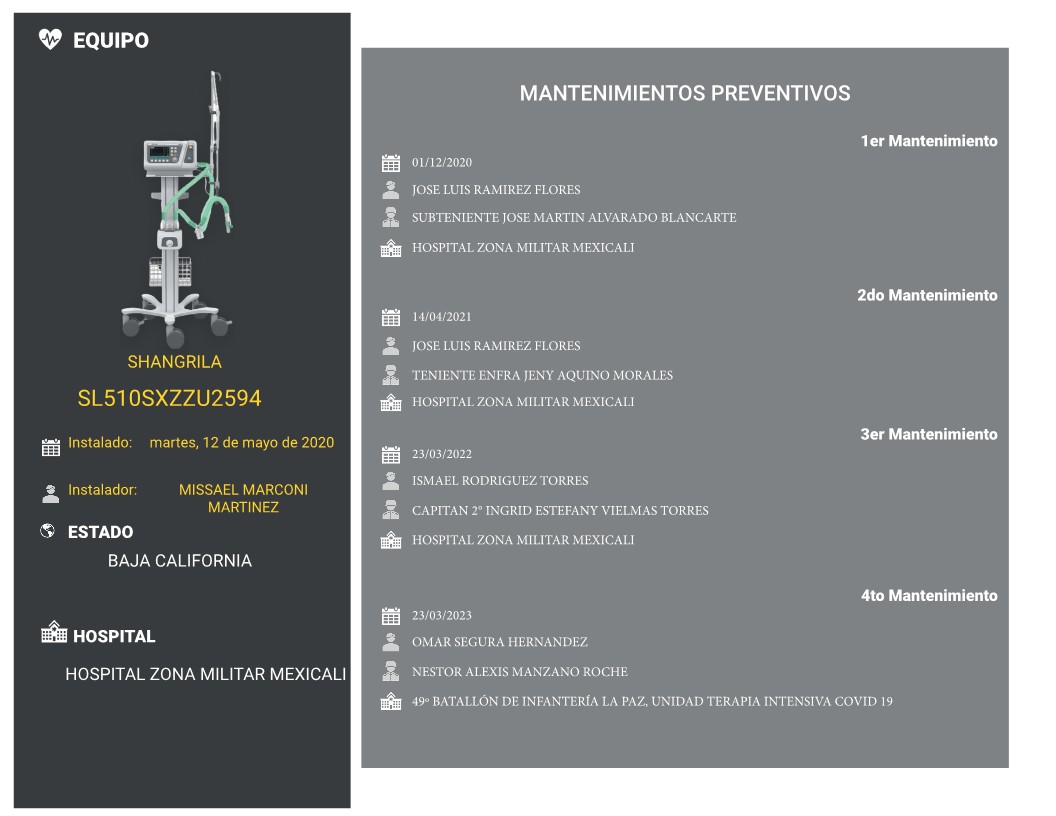 EQUIPO
SHANGRILA
SL510SXZZU2594
Instalado: martes, 12 de mayo de 2020
Instalador: MISSAEL MARCONI
MARTINEZ
ESTADO
BAJA CALIFORNIA
HOSPITAL
HOSPITAL ZONA MILITAR MEXICALI
MANTENIMIENTOS PREVENTIVOS
1er Mantenimiento
01/12/2020
JOSE LUIS RAMIREZ FLORES
SUBTENIENTE JOSE MARTIN ALVARADO BLANCARTE
HOSPITAL ZONA MILITAR MEXICALI
2do Mantenimiento
14/04/2021
JOSE LUIS RAMIREZ FLORES
TENIENTE ENFRA JENY AQUINO MORALES
HOSPITAL ZONA MILITAR MEXICALI
3er Mantenimiento
23/03/2022
ISMAEL RODRIGUEZ TORRES
CAPITAN 2° INGRID ESTEFANY VIELMAS TORRES
HOSPITAL ZONA MILITAR MEXICALI
4to Mantenimiento
23/03/2023
OMAR SEGURA HERNANDEZ
NESTOR ALEXIS MANZANO ROCHE
49º BATALLÓN DE INFANTERÍA LA PAZ, UNIDAD TERAPIA INTENSIVA COVID 19